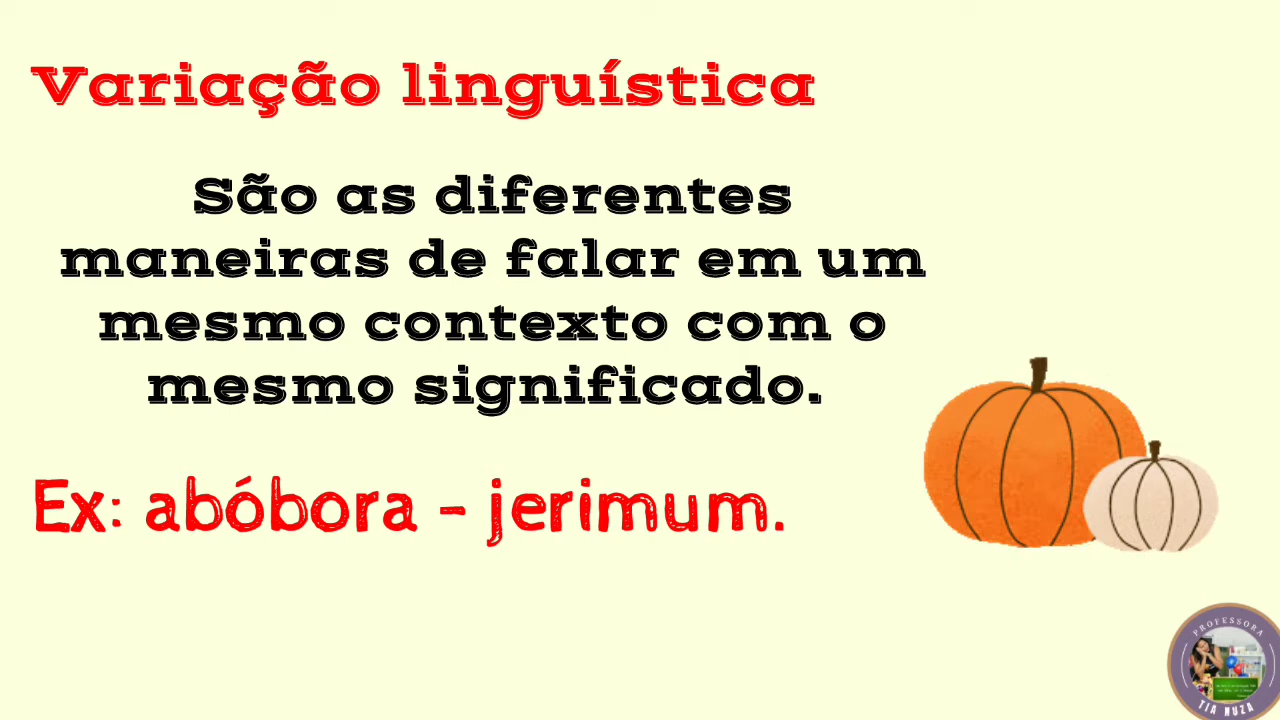 Variação linguística
São as diferentes
maneiras de falar em um
mesmo contexto com o
mesmo significado.
Ex: abóbora - jerimum.
PROFESSORA
TIA NUZA